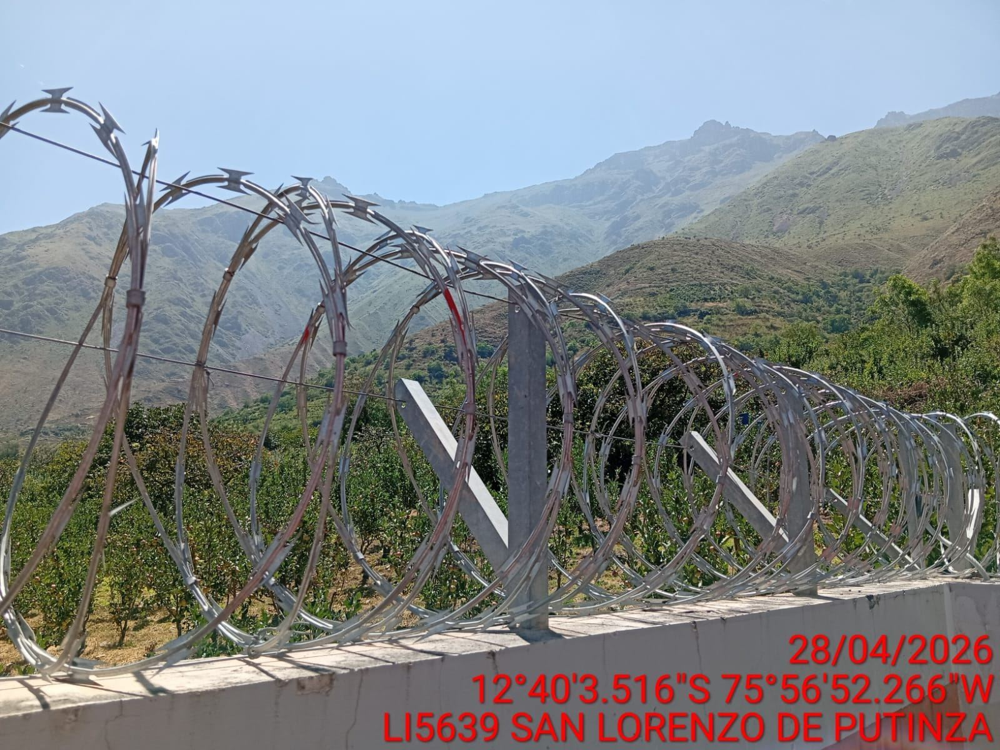 28/04/2026
12°40'3.516"S 75°56'52.266"W
LI5639 SAN LORENZO DE PUTINZA